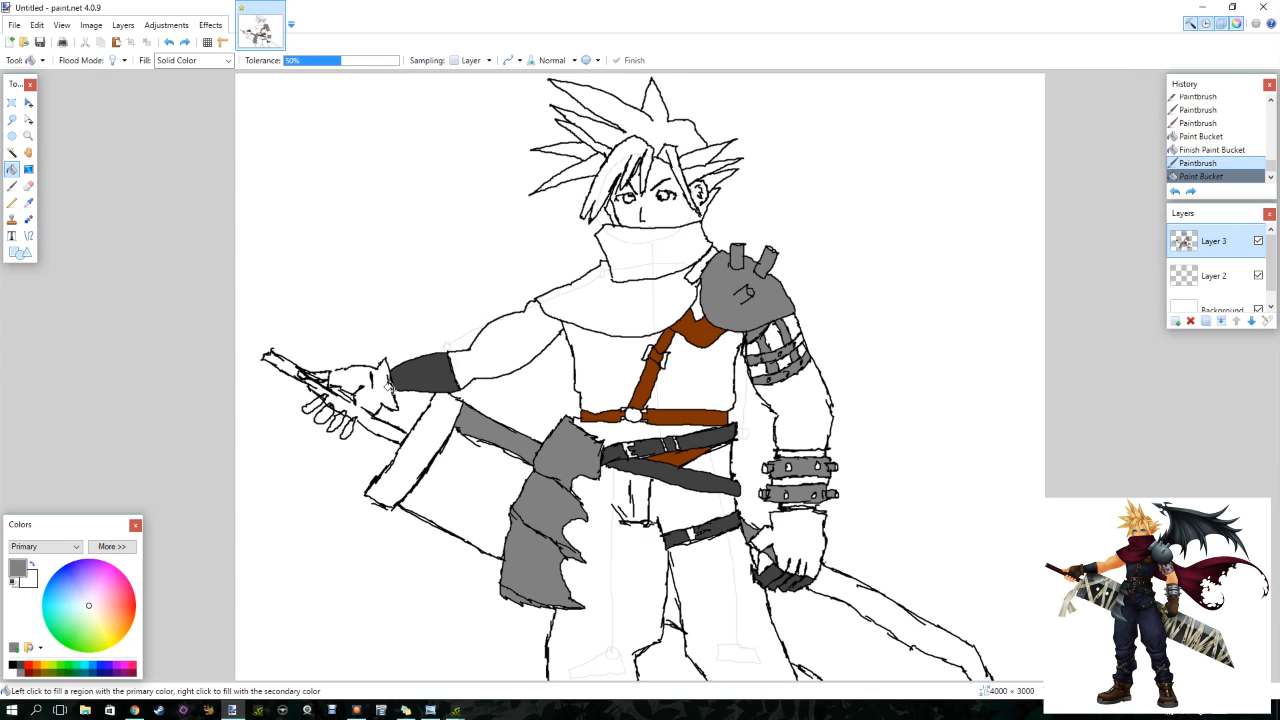 Untitled - paint.net 4.0.9
File Edit View Image Layers Adjustments Effects
Tool: Flood Mode: Fill: Solid Color Tolerance: 50% Sampling: Layer Normal Finish
To...
History
Paintbrush
Paintbrush
Paintbrush
Paint Bucket
Finish Paint Bucket
Paintbrush
Paint Bucket
Layers
Layer 3
Layer 2
Background
Colors
Primary More >>
Left click to fill a region with the primary color, right click to fill with the secondary color
4000 × 3000